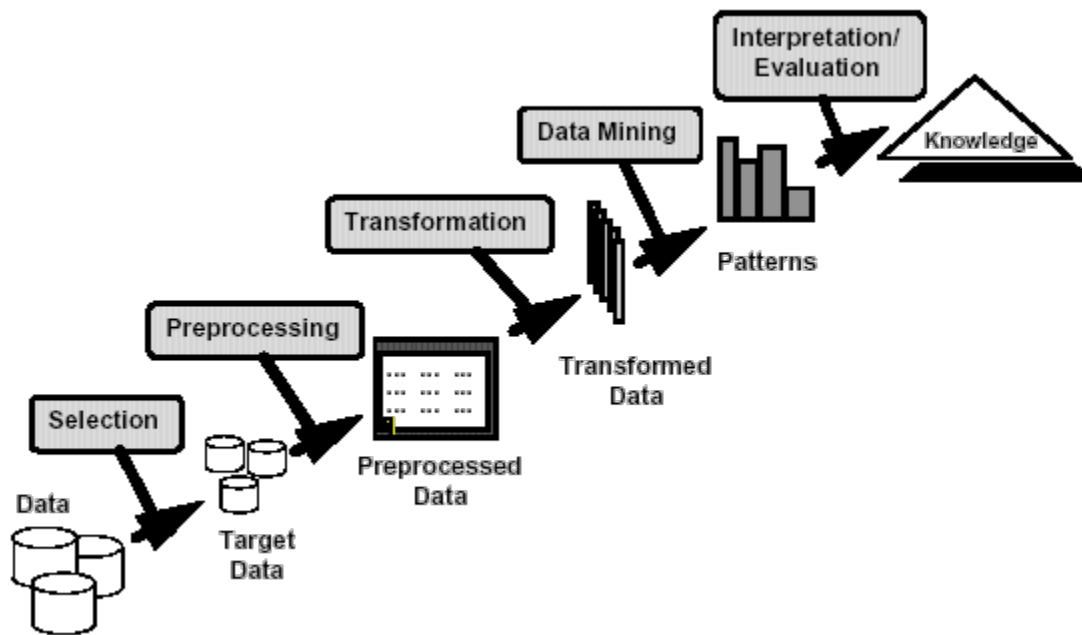 Interpretation/
Evaluation
Knowledge
Data Mining
Patterns
Transformation
Transformed
Data
Preprocessing
Preprocessed
Data
Selection
Target
Data
Data